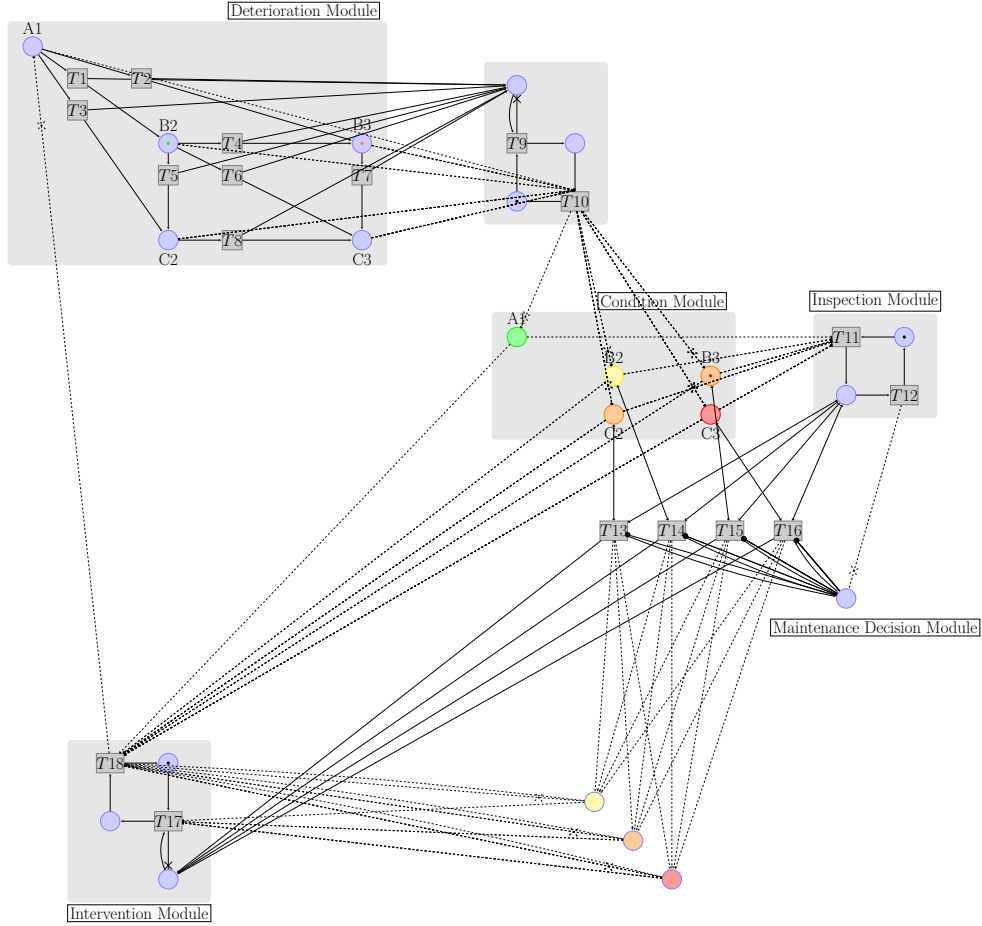 Deterioration Module
A1
T1
T2
T3
B2
B3
T4
T9
T5
T6
T7
T10
T8
C2
C3
Condition Module
Inspection Module
A1
T11
B2
B3
T12
C2
C3
T13
T14
T15
T16
Maintenance Decision Module
T18
T17
Intervention Module